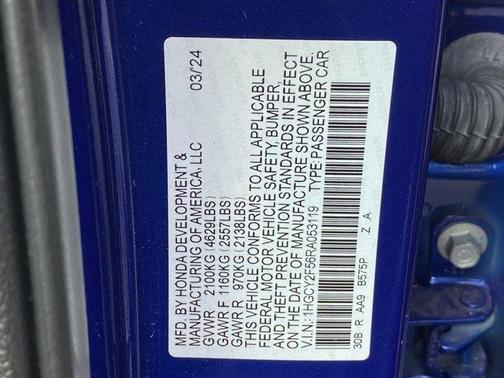 MFD. BY HONDA DEVELOPMENT &
MANUFACTURING OF AMERICA, LLC
03/24
GVWR 2100KG (4629LBS)
GAWR F 1160KG (2557LBS)
GAWR R 970KG (2138LBS)
THIS VEHICLE CONFORMS TO ALL APPLICABLE
FEDERAL MOTOR VEHICLE SAFETY, BUMPER,
AND THEFT PREVENTION STANDARDS IN EFFECT
ON THE DATE OF MANUFACTURE SHOWN ABOVE.
V.I.N.: 1HGCY2F56RA053119 TYPE: PASSENGER CAR
30B R AA9 B575P Z A